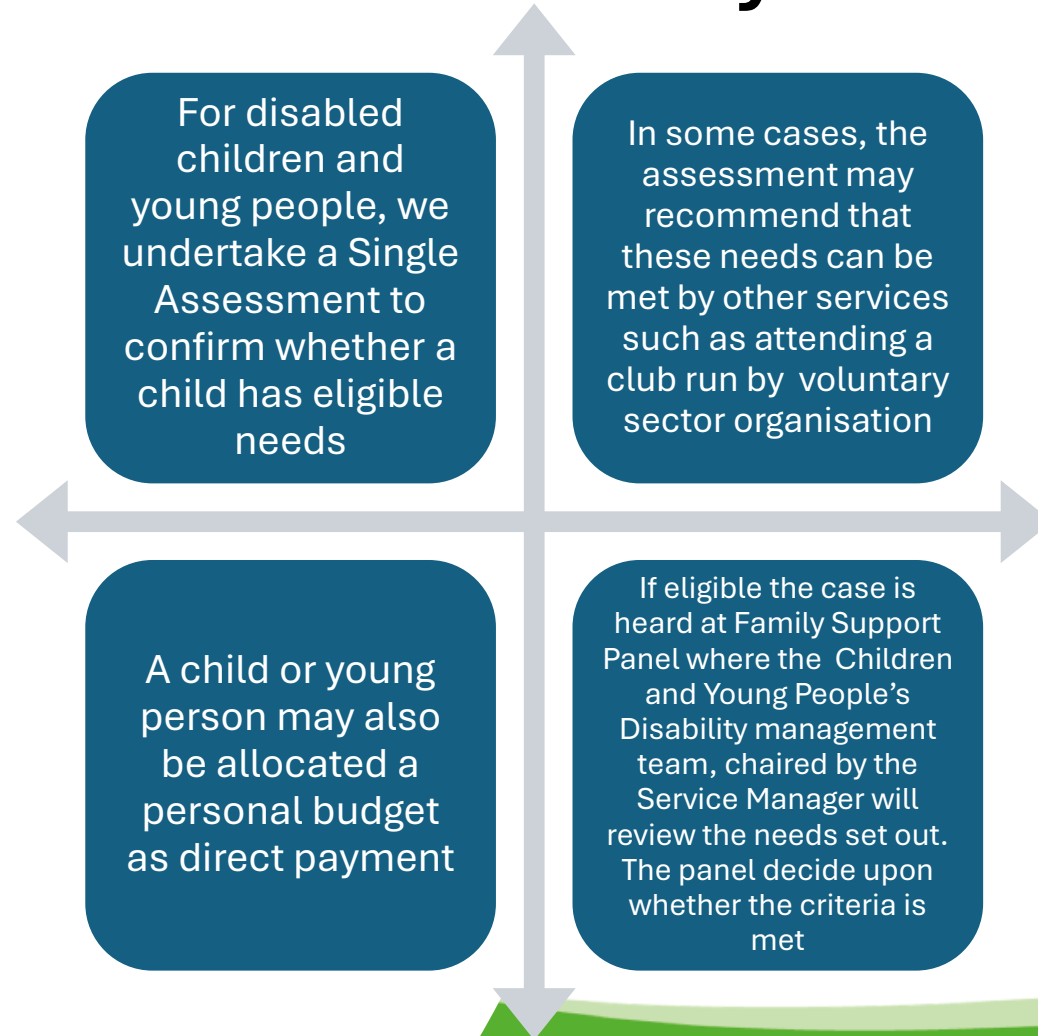 For disabled
children and
young people, we
undertake a Single
Assessment to
confirm whether a
child has eligible
needs
In some cases, the
assessment may
recommend that
these needs can be
met by other services
such as attending a
club run by voluntary
sector organisation
A child or young
person may also
be allocated a
personal budget
as direct payment
If eligible the case is
heard at Family Support
Panel where the Children
and Young People’s
Disability management
team, chaired by the
Service Manager will
review the needs set out.
The panel decide upon
whether the criteria is
met